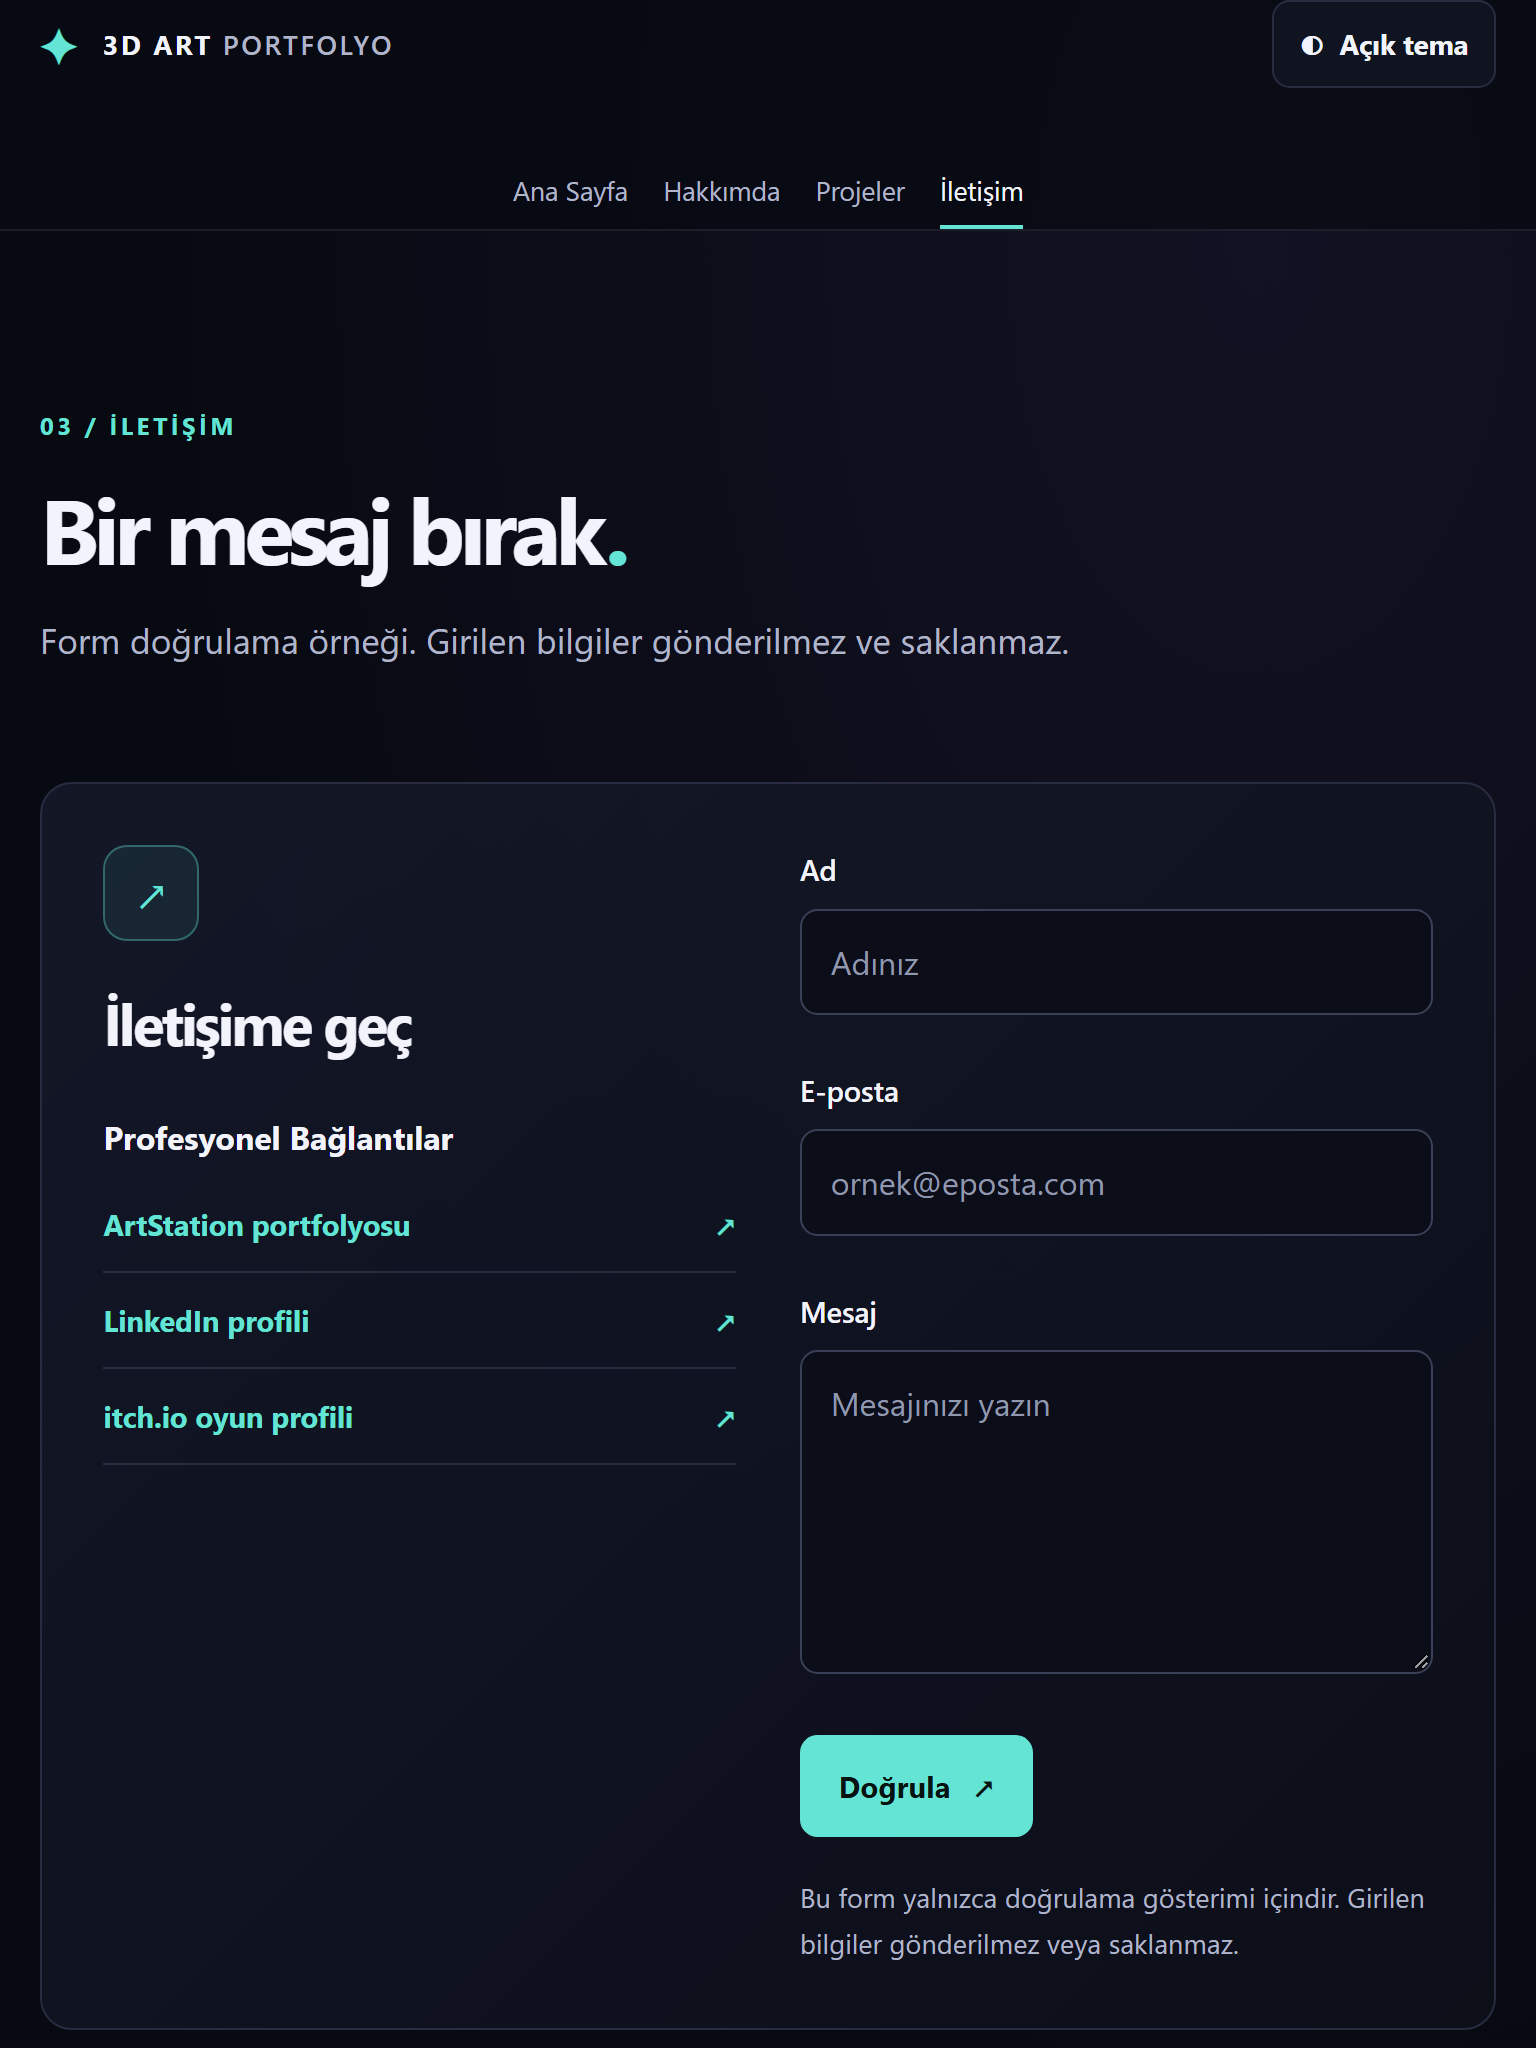 3D ART PORTFOLYO
Açık tema
Ana Sayfa Hakkımda Projeler İletişim
03 / İLETİŞİM
Bir mesaj bırak.
Form doğrulama örneği. Girilen bilgiler gönderilmez ve saklanmaz.
↗
İletişime geç
Profesyonel Bağlantılar
ArtStation portfolyosu ↗
LinkedIn profili ↗
itch.io oyun profili ↗
Ad
Adınız
E-posta
ornek@eposta.com
Mesaj
Mesajınızı yazın
Doğrula ↗
Bu form yalnızca doğrulama gösterimi içindir. Girilen
bilgiler gönderilmez veya saklanmaz.